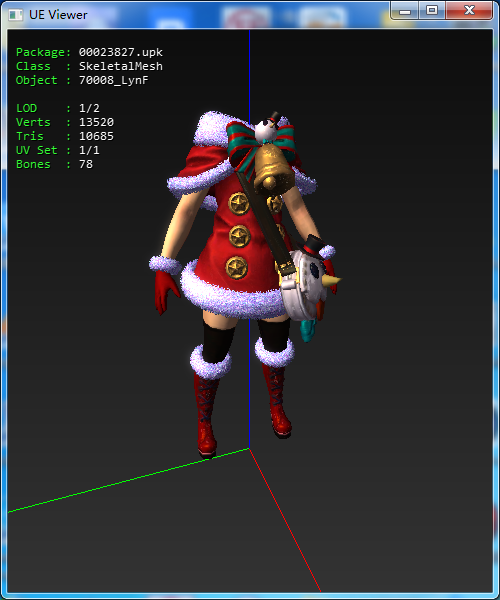 UE Viewer
Package: 00023827.upk
Class : SkeletalMesh
Object : 70008_LynF
LOD : 1/2
Verts : 13520
Tris : 10685
UV Set : 1/1
Bones : 78